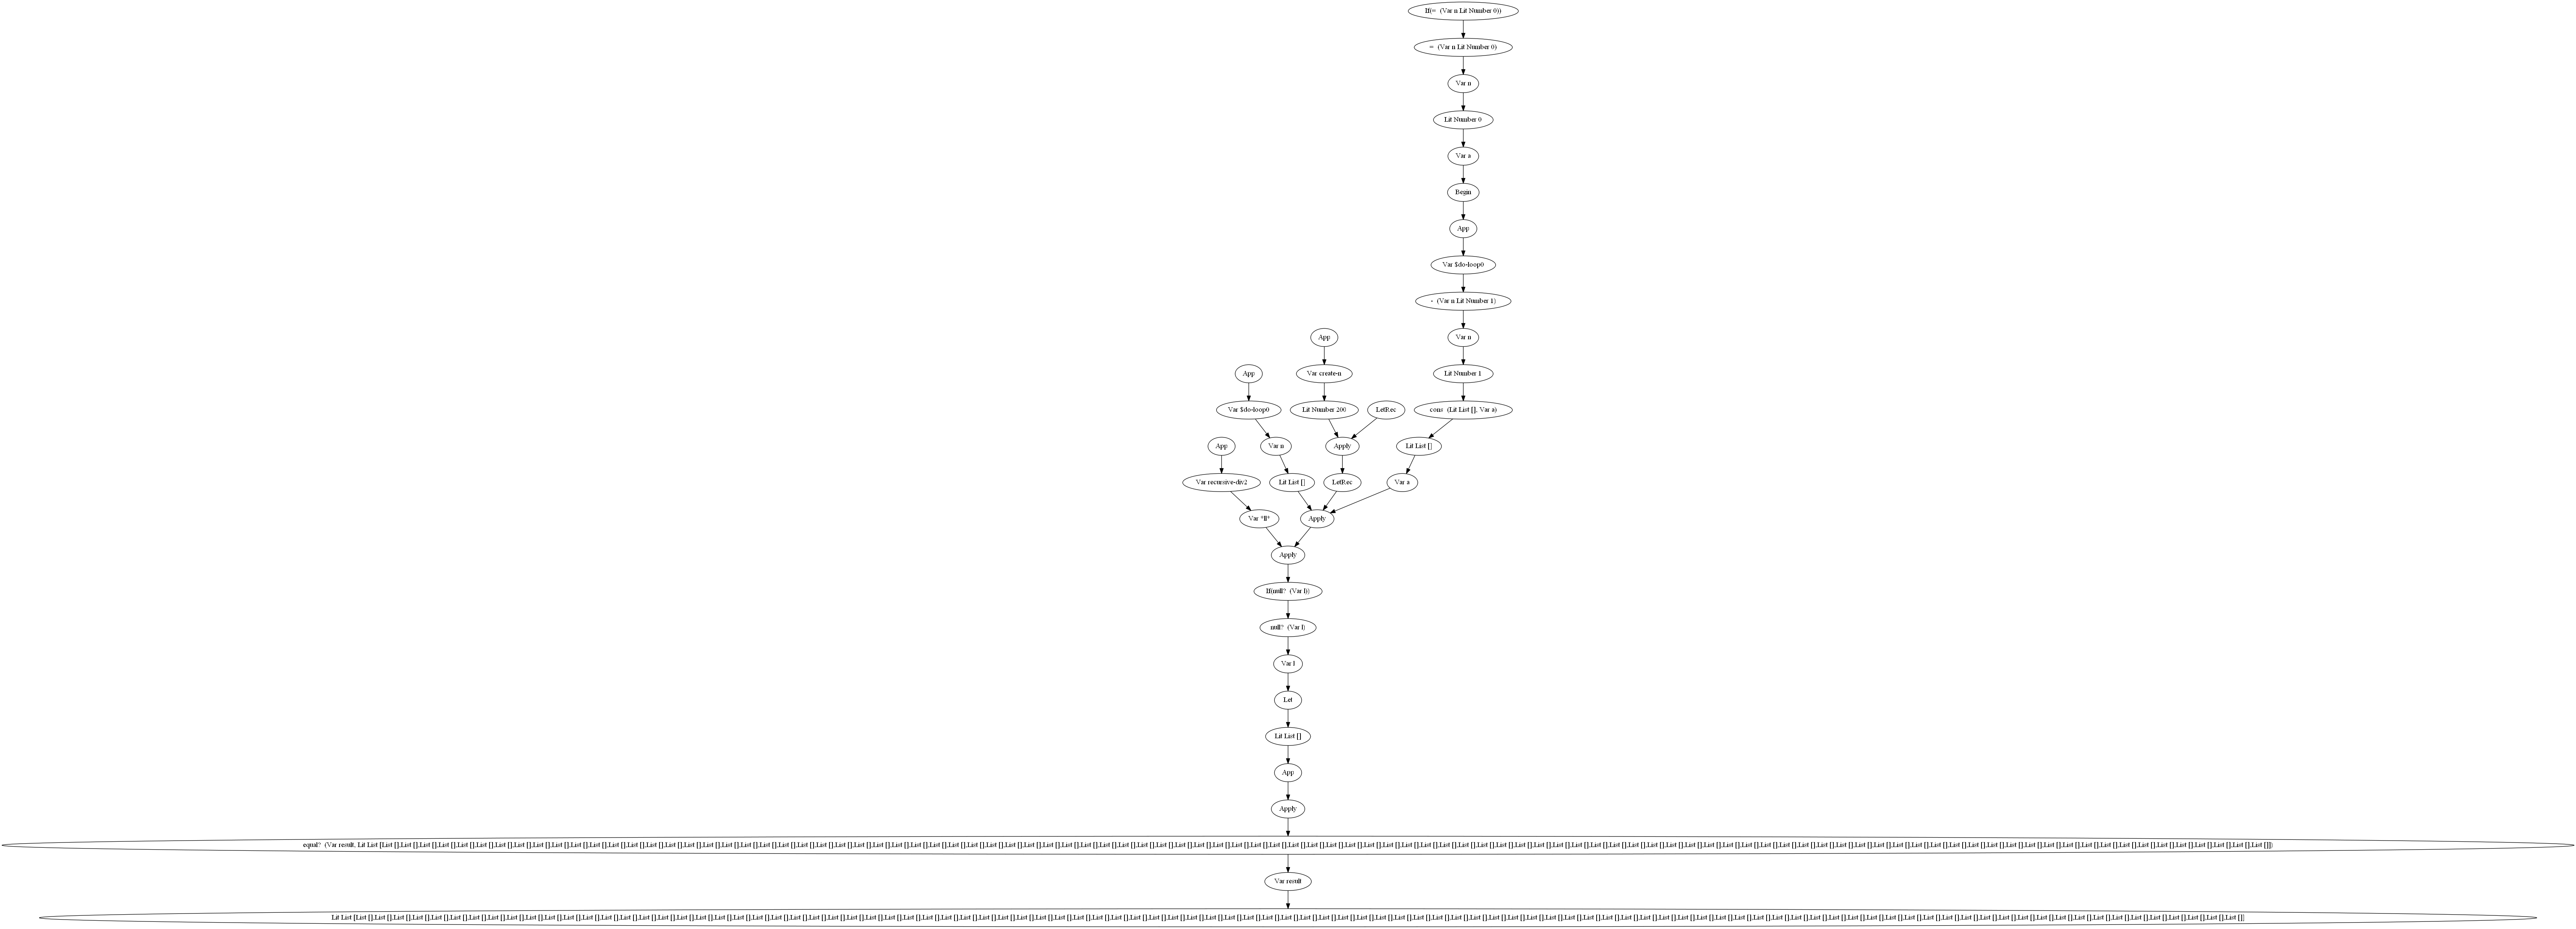 If(= (Var n Lit Number 0))
= (Var n Lit Number 0)
Var n
Lit Number 0
Var a
Begin
App
Var $do-loop0
- (Var n Lit Number 1)
App
Var n
App
Var create-n
Lit Number 1
Var $do-loop0
Lit Number 200
LetRec
cons (Lit List [], Var a)
App
Var n
Apply
Lit List []
Var recursive-div2
Lit List []
LetRec
Var a
Var *ll*
Apply
Apply
If(null? (Var l))
null? (Var l)
Var l
Let
Lit List []
App
Apply
equal? (Var result, Lit List [List [],List [],List [],List [],List [],List [],List [],List [],List [],List [],List [],List [],List [],List [],List [],List [],List [],List [],List [],List [],List [],List [],List [],List [],List [],List [],List [],List [],List [],List [],List [],List [],List [],List [],List [],List [],List [],List [],List [],List [],List [],List [],List [],List [],List [],List [],List [],List [],List [],List [],List [],List [],List [],List [],List [],List [],List [],List [],List [],List [],List [],List [],List [],List [],List [],List [],List [],List [],List [],List [],List [],List [],List [],List [],List [],List [],List [],List [],List [],List [],List [],List [],List [],List [],List [],List [],List [],List [],List [],List [],List [],List [],List [],List [],List [],List [],List [],List [],List [],List []])
Var result
Lit List [List [],List [],List [],List [],List [],List [],List [],List [],List [],List [],List [],List [],List [],List [],List [],List [],List [],List [],List [],List [],List [],List [],List [],List [],List [],List [],List [],List [],List [],List [],List [],List [],List [],List [],List [],List [],List [],List [],List [],List [],List [],List [],List [],List [],List [],List [],List [],List [],List [],List [],List [],List [],List [],List [],List [],List [],List [],List [],List [],List [],List [],List [],List [],List [],List [],List [],List [],List [],List [],List [],List [],List [],List [],List [],List [],List [],List [],List [],List [],List [],List [],List [],List [],List [],List [],List [],List [],List [],List [],List [],List [],List [],List [],List [],List [],List [],List [],List [],List [],List []]